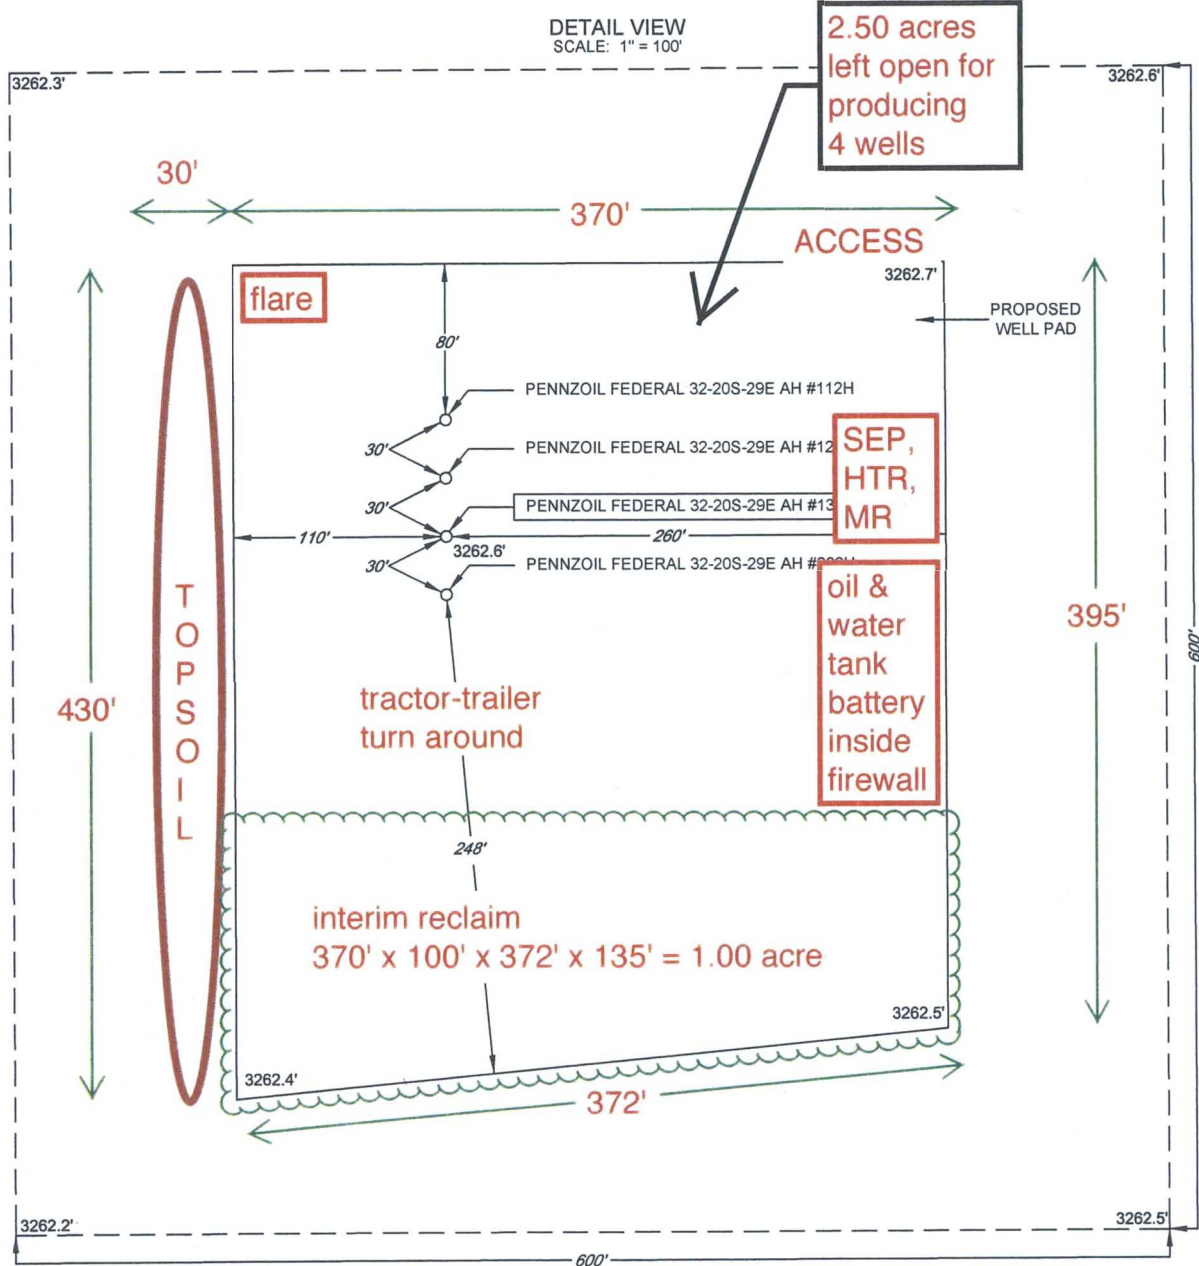 DETAIL VIEW
SCALE: 1" = 100'
2.50 acres
left open for
producing
4 wells
3262.3'
3262.6'
30'
370'
ACCESS
3262.7'
flare
PROPOSED
WELL PAD
80'
PENNZOIL FEDERAL 32-20S-29E AH #112H
30'
PENNZOIL FEDERAL 32-20S-29E AH #12
SEP,
HTR,
MR
30'
PENNZOIL FEDERAL 32-20S-29E AH #13
110'
3262.6'
260'
30'
PENNZOIL FEDERAL 32-20S-29E AH
oil &
water
tank
battery
inside
firewall
TOPSOIL
395'
600'
430'
tractor-trailer
turn around
248'
interim reclaim
370' x 100' x 372' x 135' = 1.00 acre
3262.5'
3262.4'
372'
3262.2'
3262.5'
600'